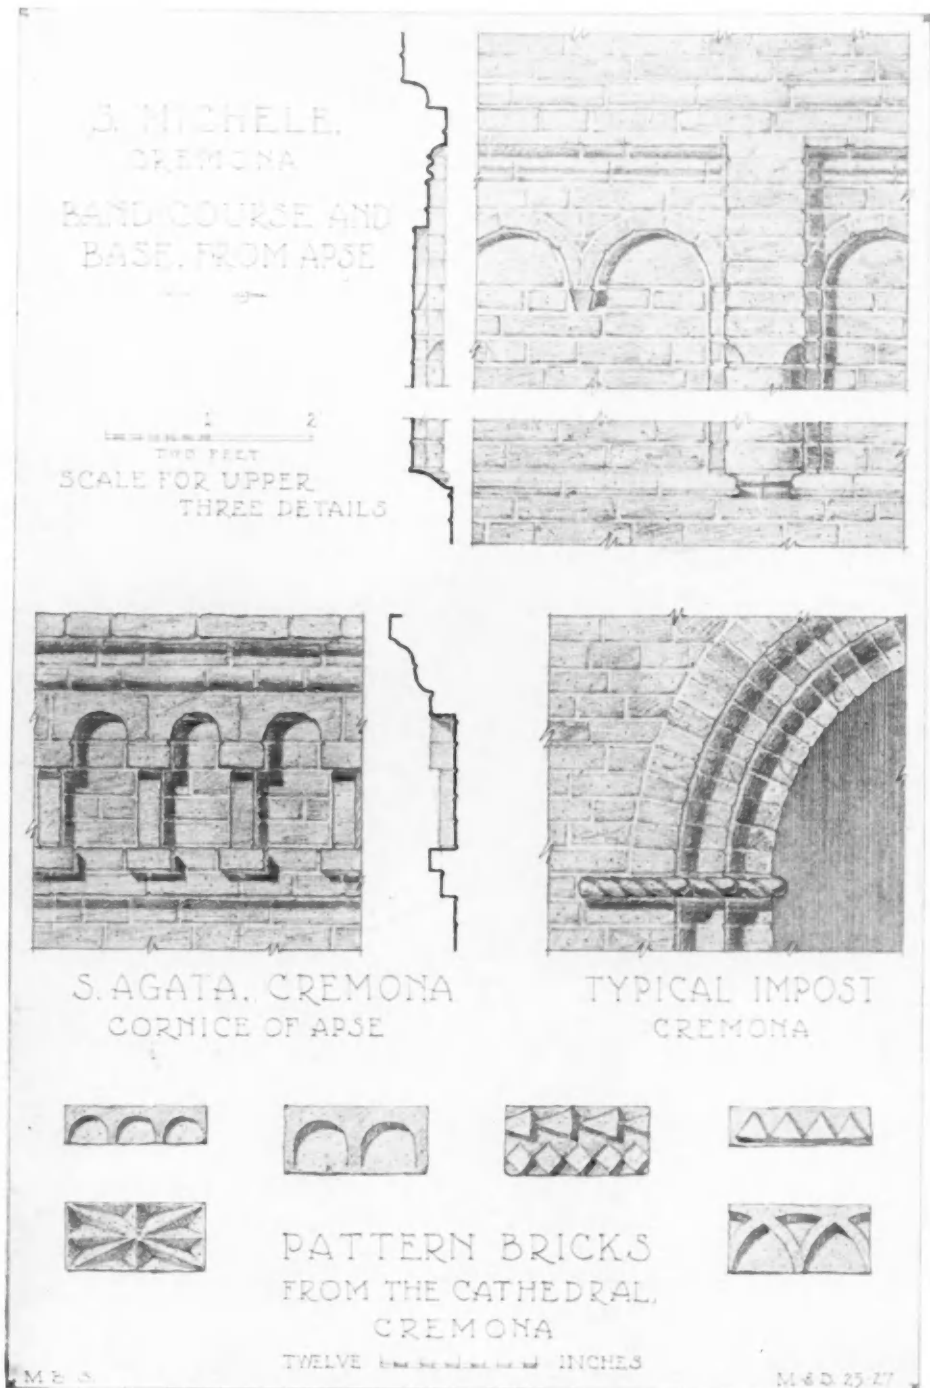 S. MICHELE,
CREMONA
BAND COURSE AND
BASE, FROM APSE
1 2
TWO FEET
SCALE FOR UPPER
THREE DETAILS
S. AGATA, CREMONA
CORNICE OF APSE
TYPICAL IMPOST
CREMONA
PATTERN BRICKS
FROM THE CATHEDRAL,
CREMONA
TWELVE INCHES
M & S.
M & D. 25-27